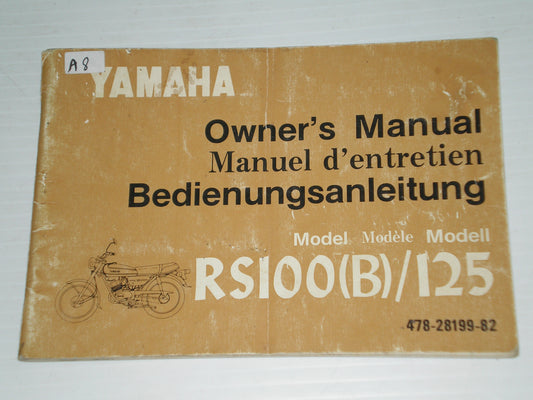 A8
YAMAHA
Owner's Manual
Manuel d'entretien
Bedienungsanleitung
Model Modèle Modell
RS100(B)/125
478-28199-82